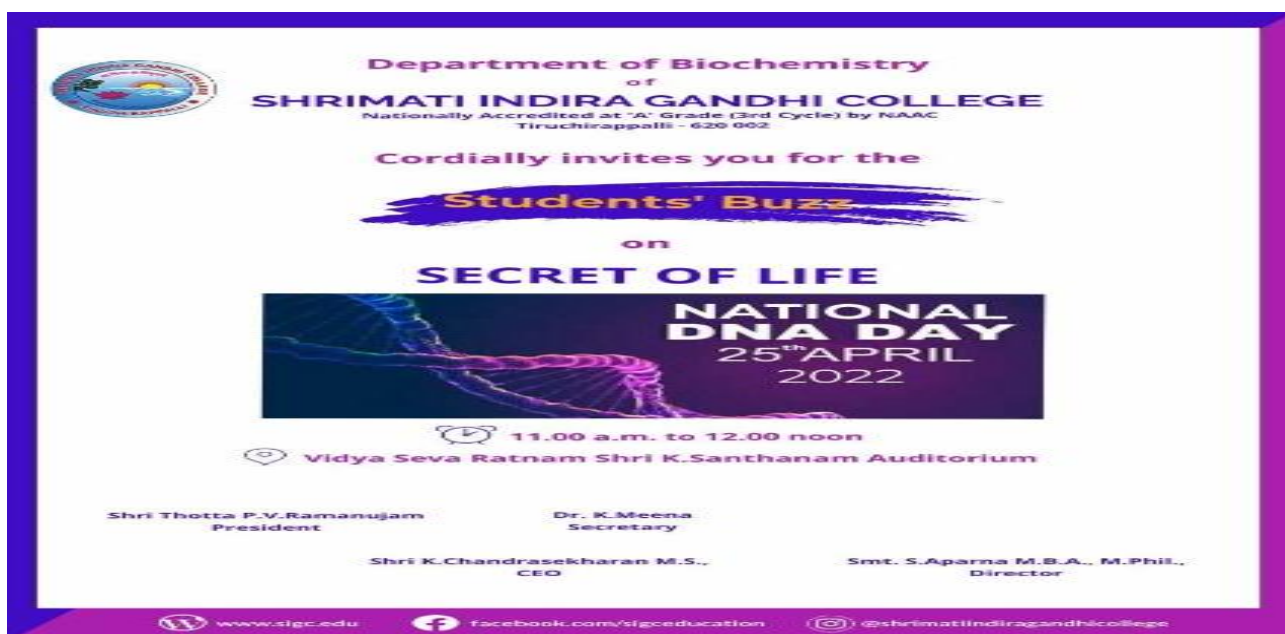 Department of Biochemistry
of
SHRIMATI INDIRA GANDHI COLLEGE
Nationally Accredited at 'A' Grade (3rd Cycle) by NAAC
Tiruchirappalli - 620 002
Cordially invites you for the
Students' Buzz
on
SECRET OF LIFE
NATIONAL
DNA DAY
25th APRIL
2022
11.00 a.m. to 12.00 noon
Vidya Seva Ratnam Shri K.Santhanam Auditorium
Shri Thotta P.V.Ramanujam Dr. K.Meena
President Secretary
Shri K.Chandrasekharan M.S., Smt. S.Aparna M.B.A., M.Phil.,
CEO Director
www.sigc.edu facebook.com/sigceducation @shrimatiindiragandhicollege